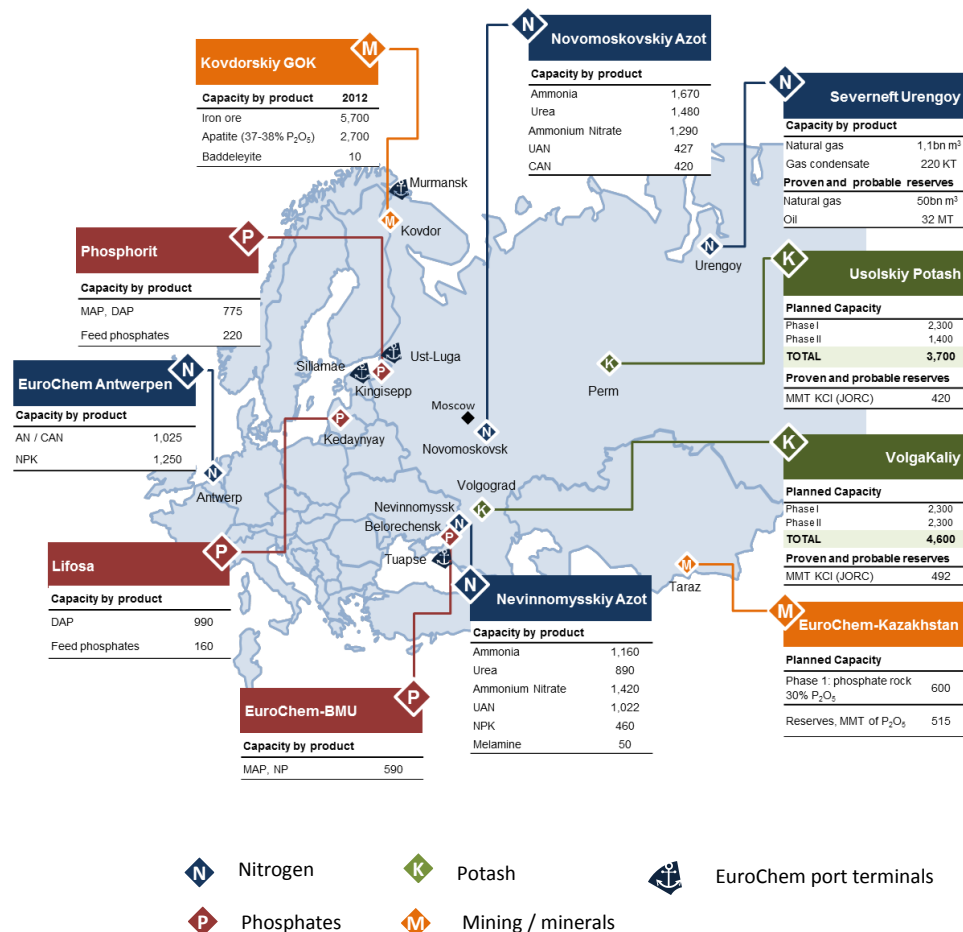 Kovdorskiy GOK
M
Capacity by product 2012
Iron ore 5,700
Apatite (37-38% P₂O₅) 2,700
Baddeleyite 10
N
Novomoskovskiy Azot
Capacity by product
Ammonia 1,670
Urea 1,480
Ammonium Nitrate 1,290
UAN 427
CAN 420
N
Severneft Urengoy
Capacity by product
Natural gas 1,1bn m³
Gas condensate 220 KT
Proven and probable reserves
Natural gas 50bn m³
Oil 32 MT
P
Phosphorit
Capacity by product
MAP, DAP 775
Feed phosphates 220
K
Usolskiy Potash
Planned Capacity
Phase I 2,300
Phase II 1,400
TOTAL 3,700
Proven and probable reserves
MMT KCl (JORC) 420
N
EuroChem Antwerpen
Capacity by product
AN / CAN 1,025
NPK 1,250
K
VolgaKaliy
Planned Capacity
Phase I 2,300
Phase II 2,300
TOTAL 4,600
Proven and probable reserves
MMT KCl (JORC) 492
P
Lifosa
Capacity by product
DAP 990
Feed phosphates 160
N
Nevinnomysskiy Azot
Capacity by product
Ammonia 1,160
Urea 890
Ammonium Nitrate 1,420
UAN 1,022
NPK 460
Melamine 50
M
EuroChem-Kazakhstan
Planned Capacity
Phase 1: phosphate rock
30% P₂O₅ 600
Reserves, MMT of P₂O₅ 515
P
EuroChem-BMU
Capacity by product
MAP, NP 590
Murmansk
M
Kovdor
N
Urengoy
Ust-Luga
Sillamae
P
Kingisepp
K
Perm
Moscow
P
Kedaynyay
N
Novomoskovsk
N
Antwerp
Volgograd
K
Nevinnomyssk
N
Belorechensk
P
Tuapse
M
Taraz
N Nitrogen
K Potash
EuroChem port terminals
P Phosphates
M Mining / minerals